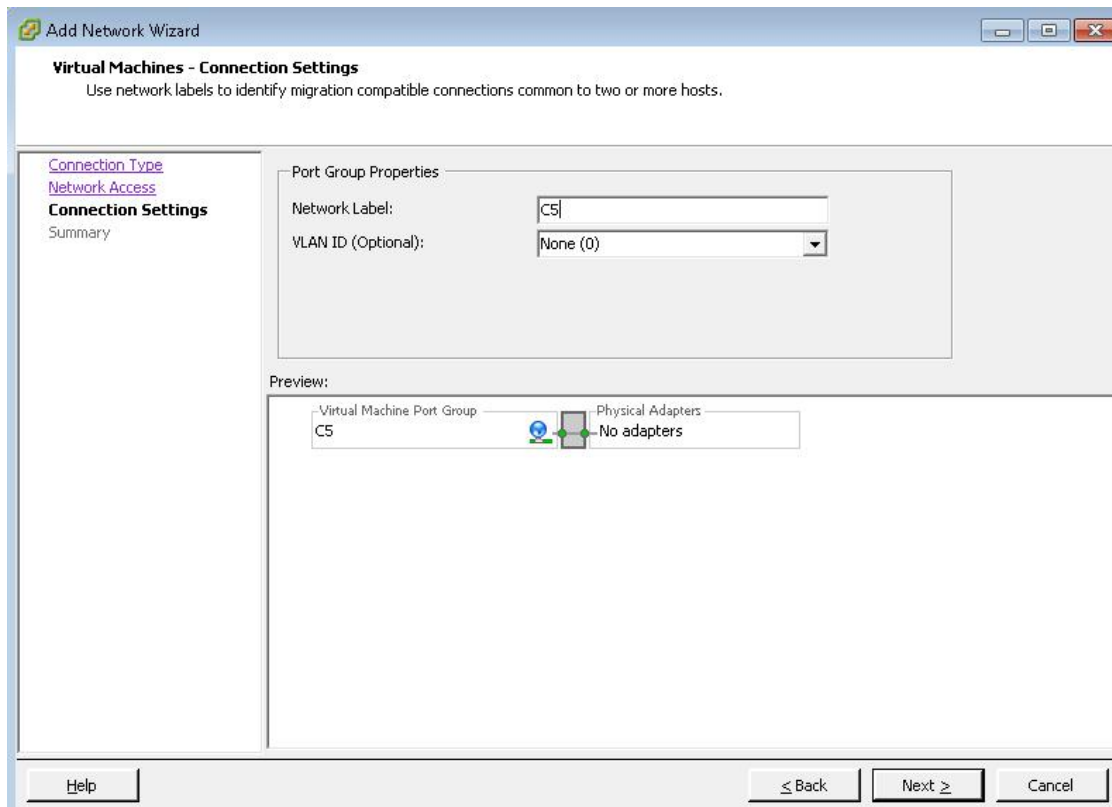 Add Network Wizard
Virtual Machines - Connection Settings
Use network labels to identify migration compatible connections common to two or more hosts.
Connection Type
Network Access
Connection Settings
Summary
Port Group Properties
Network Label:
C5
VLAN ID (Optional):
None (0)
Preview:
Virtual Machine Port Group
C5
Physical Adapters
No adapters
Help
< Back
Next >
Cancel